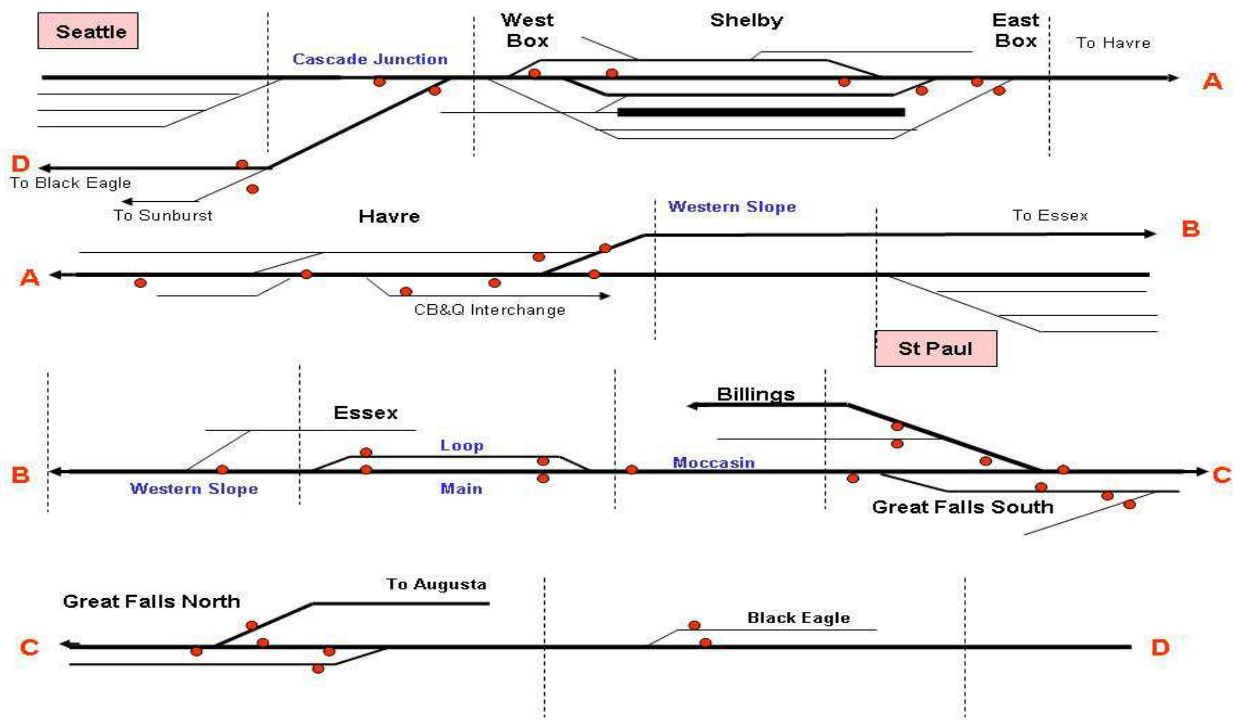 Seattle
Cascade Junction
West
Box
Shelby
East
Box
To Havre
A
D
To Black Eagle
To Sunburst
Havre
Western Slope
To Essex
B
A
CB&Q Interchange
St Paul
Essex
Loop
Billings
B
Western Slope
Main
Moccasin
C
Great Falls South
Great Falls North
To Augusta
Black Eagle
C
D